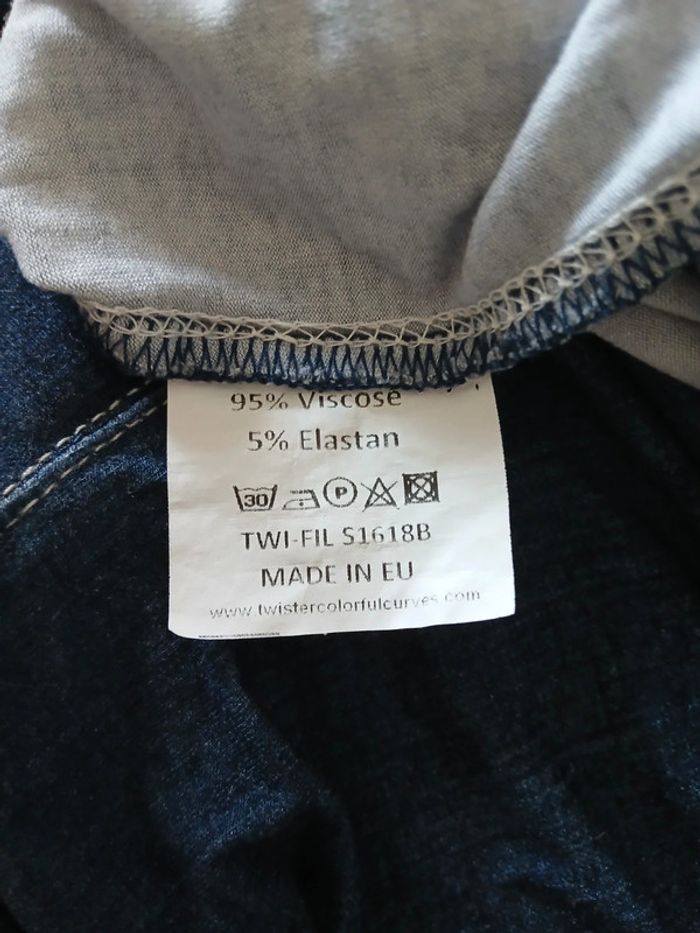 95% Viscose
5% Elastan
30 P
TWI-FIL S1618B
MADE IN EU
www.twistercolorfulcurves.com